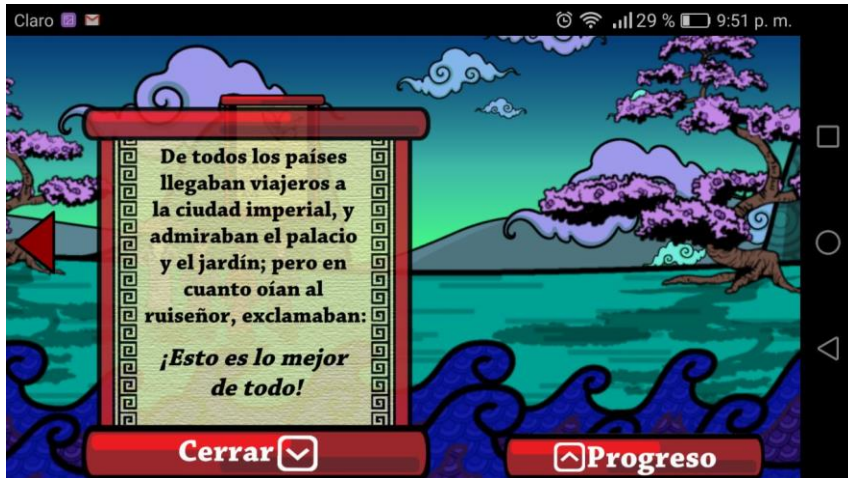 Claro 29 % 9:51 p. m.
De todos los países
llegaban viajeros a
la ciudad imperial, y
admiraban el palacio
y el jardín; pero en
cuanto oían al
ruiseñor, exclamaban:
¡Esto es lo mejor
de todo!
Cerrar
Progreso